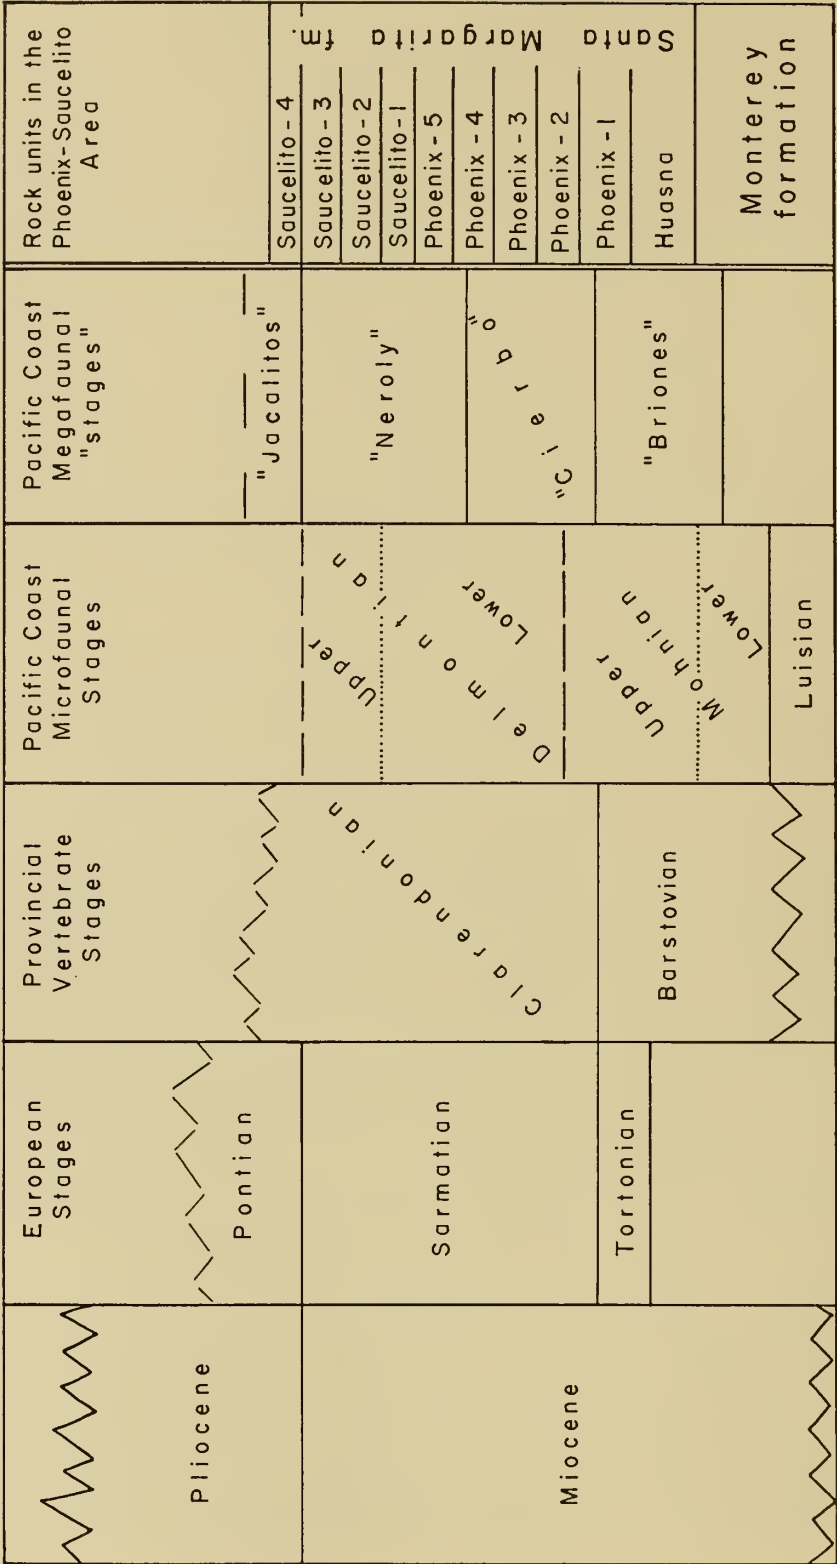 Pliocene
Miocene
European
Stages
Pontian
Sarmatian
Tortonian
Provincial
Vertebrate
Stages
Clarendonian
Barstovian
Pacific Coast
Microfaunal
Stages
Upper
Delmontian
Lower
Upper
Mohnian
Lower
Luisian
Pacific Coast
Megafaunal
"stages"
"Jacalitos"
"Neroly"
"Cierbo"
"Briones"
Rock units in the
Phoenix-Saucelito
Area
Saucelito-4
Saucelito-3
Saucelito-2
Saucelito-1
Phoenix-5
Phoenix-4
Phoenix-3
Phoenix-2
Phoenix-1
Huasna
Santa Margarita fm.
Monterey
formation